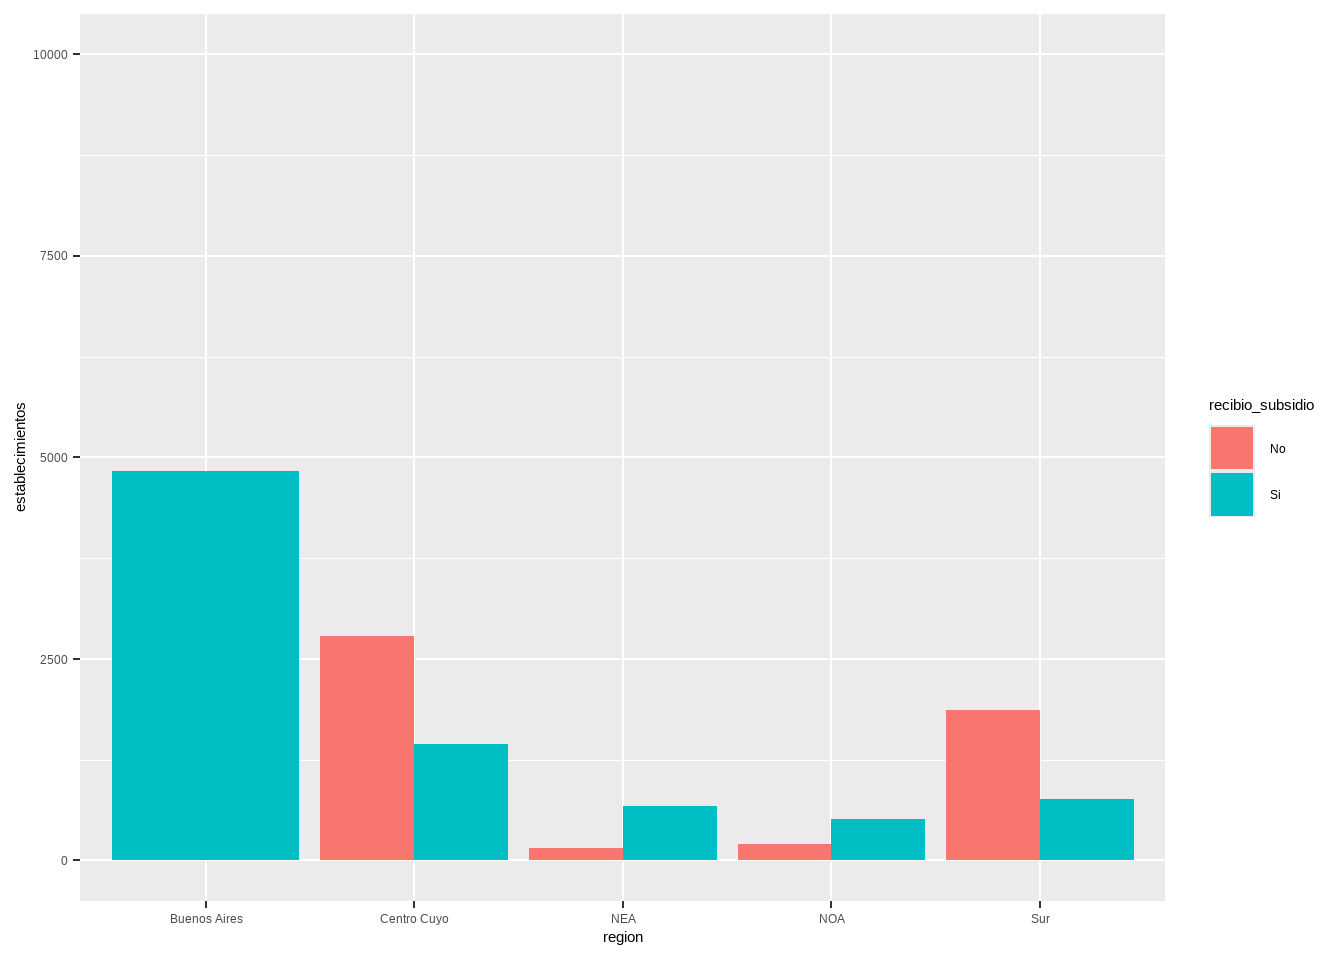 10000
7500
5000
2500
0
establecimientos
Buenos Aires
Centro Cuyo
NEA
NOA
Sur
region
recibio_subsidio
No
Si